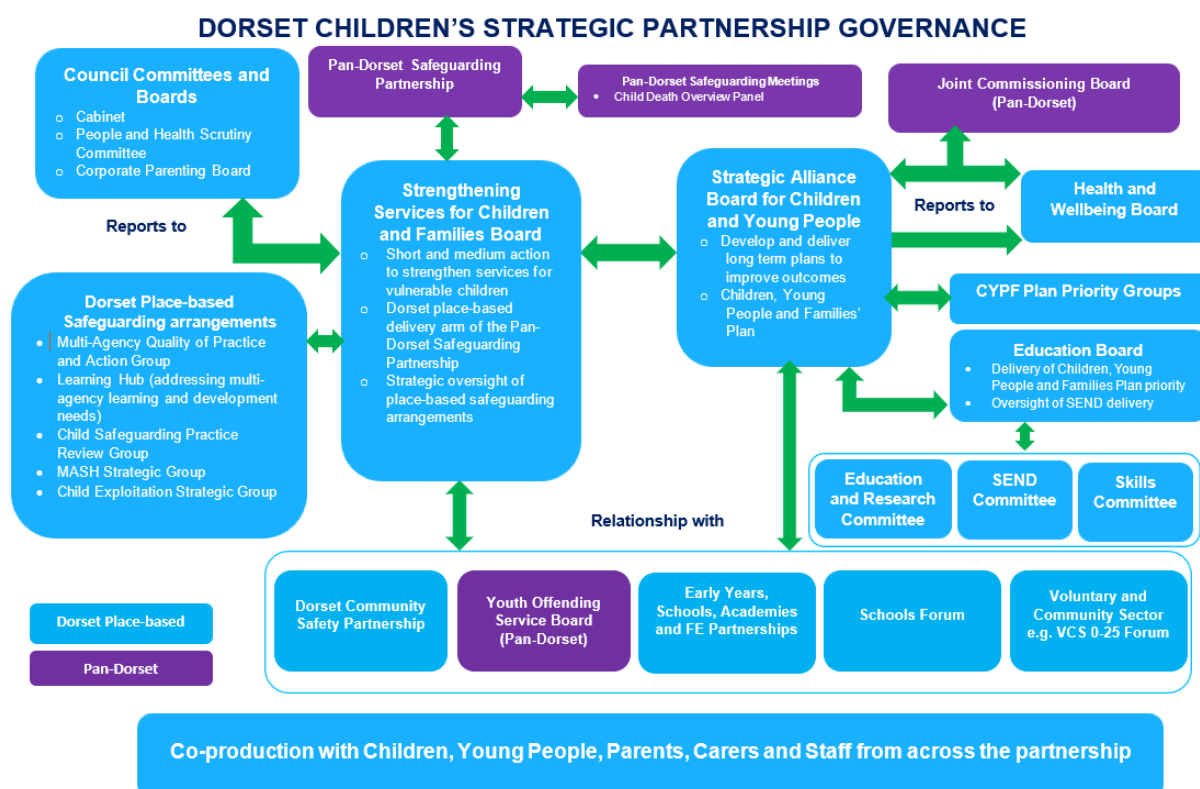 DORSET CHILDREN'S STRATEGIC PARTNERSHIP GOVERNANCE
Council Committees and
Boards
Cabinet
People and Health Scrutiny
Committee
Corporate Parenting Board
Pan-Dorset Safeguarding
Partnership
Pan-Dorset Safeguarding Meetings
Child Death Overview Panel
Joint Commissioning Board
(Pan-Dorset)
Reports to
Strengthening
Services for Children
and Families Board
Short and medium action
to strengthen services for
vulnerable children
Dorset place-based
delivery arm of the Pan-
Dorset Safeguarding
Partnership
Strategic oversight of
place-based safeguarding
arrangements
Strategic Alliance
Board for Children
and Young People
Develop and deliver
long term plans to
improve outcomes
Children, Young
People and Families'
Plan
Reports to
Health and
Wellbeing Board
CYPF Plan Priority Groups
Education Board
Delivery of Children, Young
People and Families Plan priority
Oversight of SEND delivery
Dorset Place-based
Safeguarding arrangements
Multi-Agency Quality of Practice
and Action Group
Learning Hub (addressing multi-
agency learning and development
needs)
Child Safeguarding Practice
Review Group
MASH Strategic Group
Child Exploitation Strategic Group
Education
and Research
Committee
SEND
Committee
Skills
Committee
Relationship with
Dorset Community
Safety Partnership
Youth Offending
Service Board
(Pan-Dorset)
Early Years,
Schools, Academies
and FE Partnerships
Schools Forum
Voluntary and
Community Sector
e.g. VCS 0-25 Forum
Dorset Place-based
Pan-Dorset
Co-production with Children, Young People, Parents, Carers and Staff from across the partnership